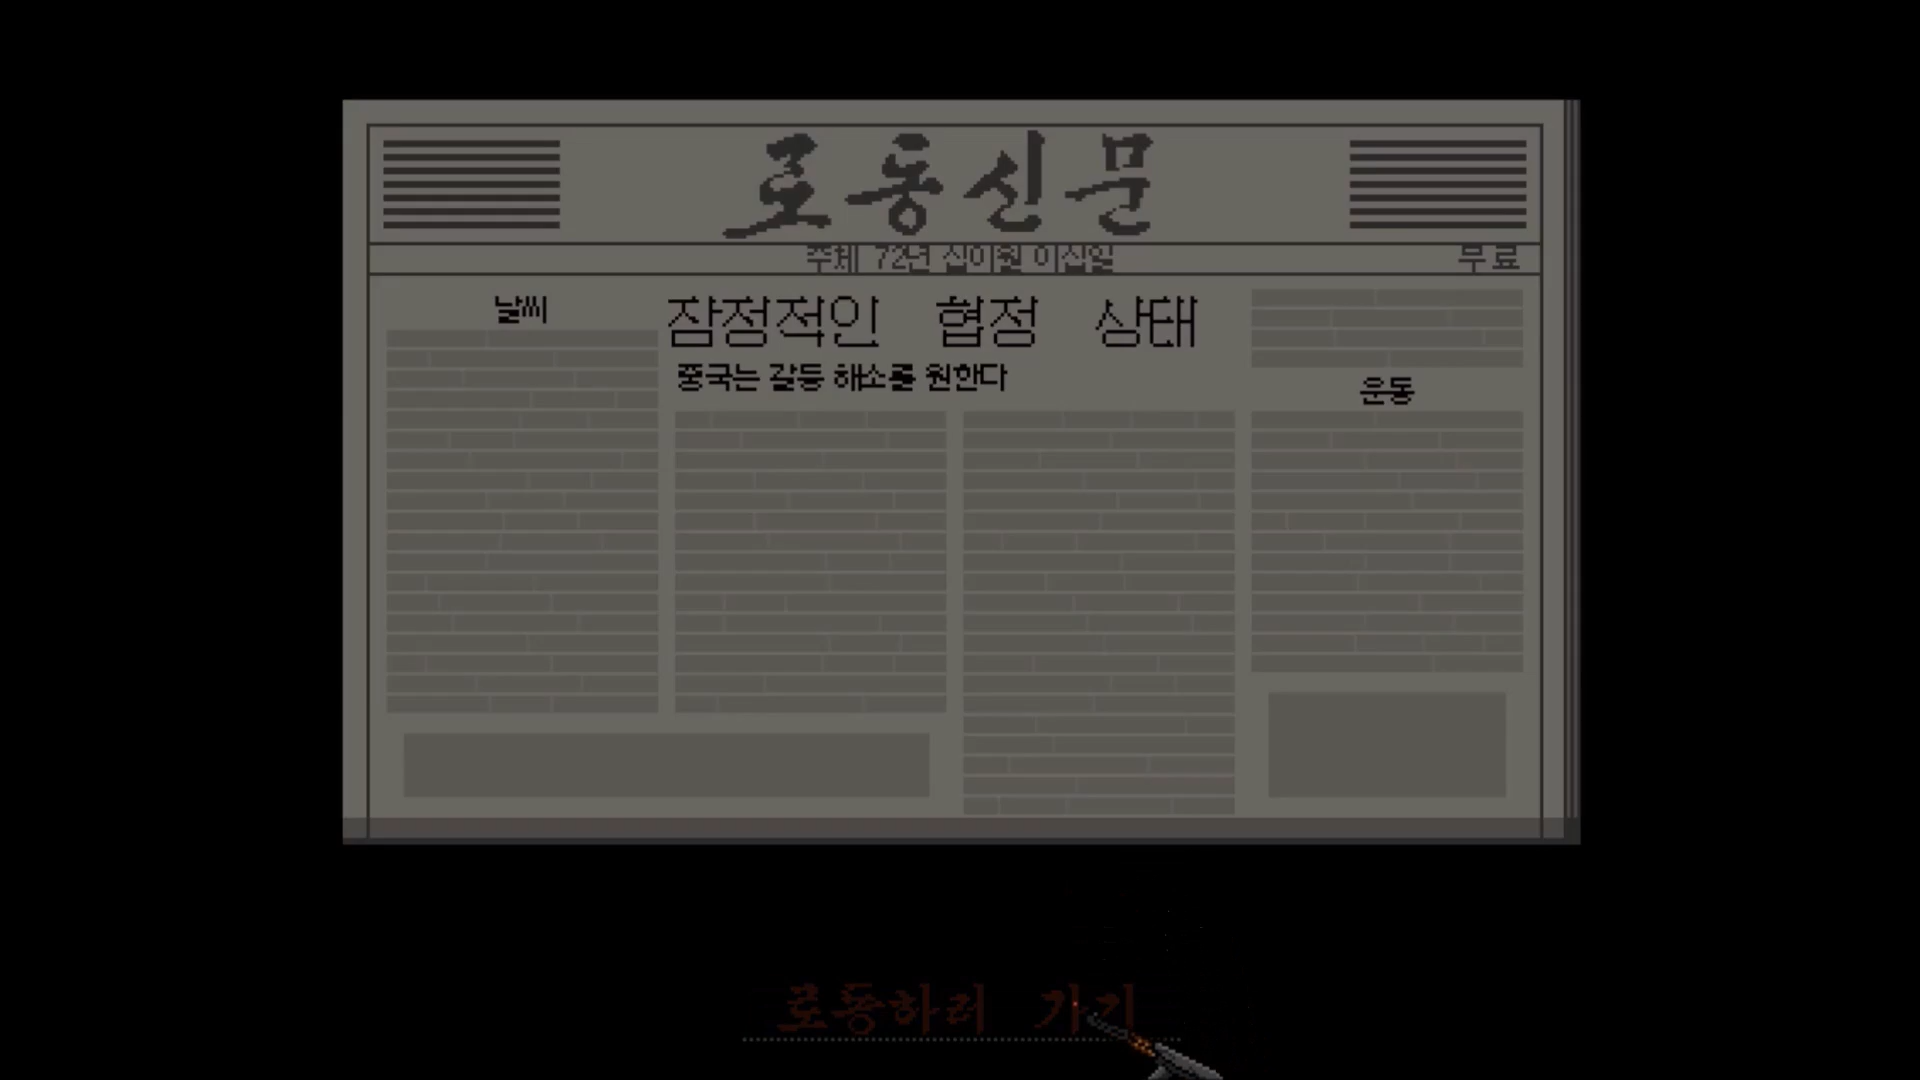 로동신문
주체 72년 십이월 이십일
무료
날씨
잠정적인 협정 상태
중국는 갈등 해소를 원한다
운동
로동하러 가기